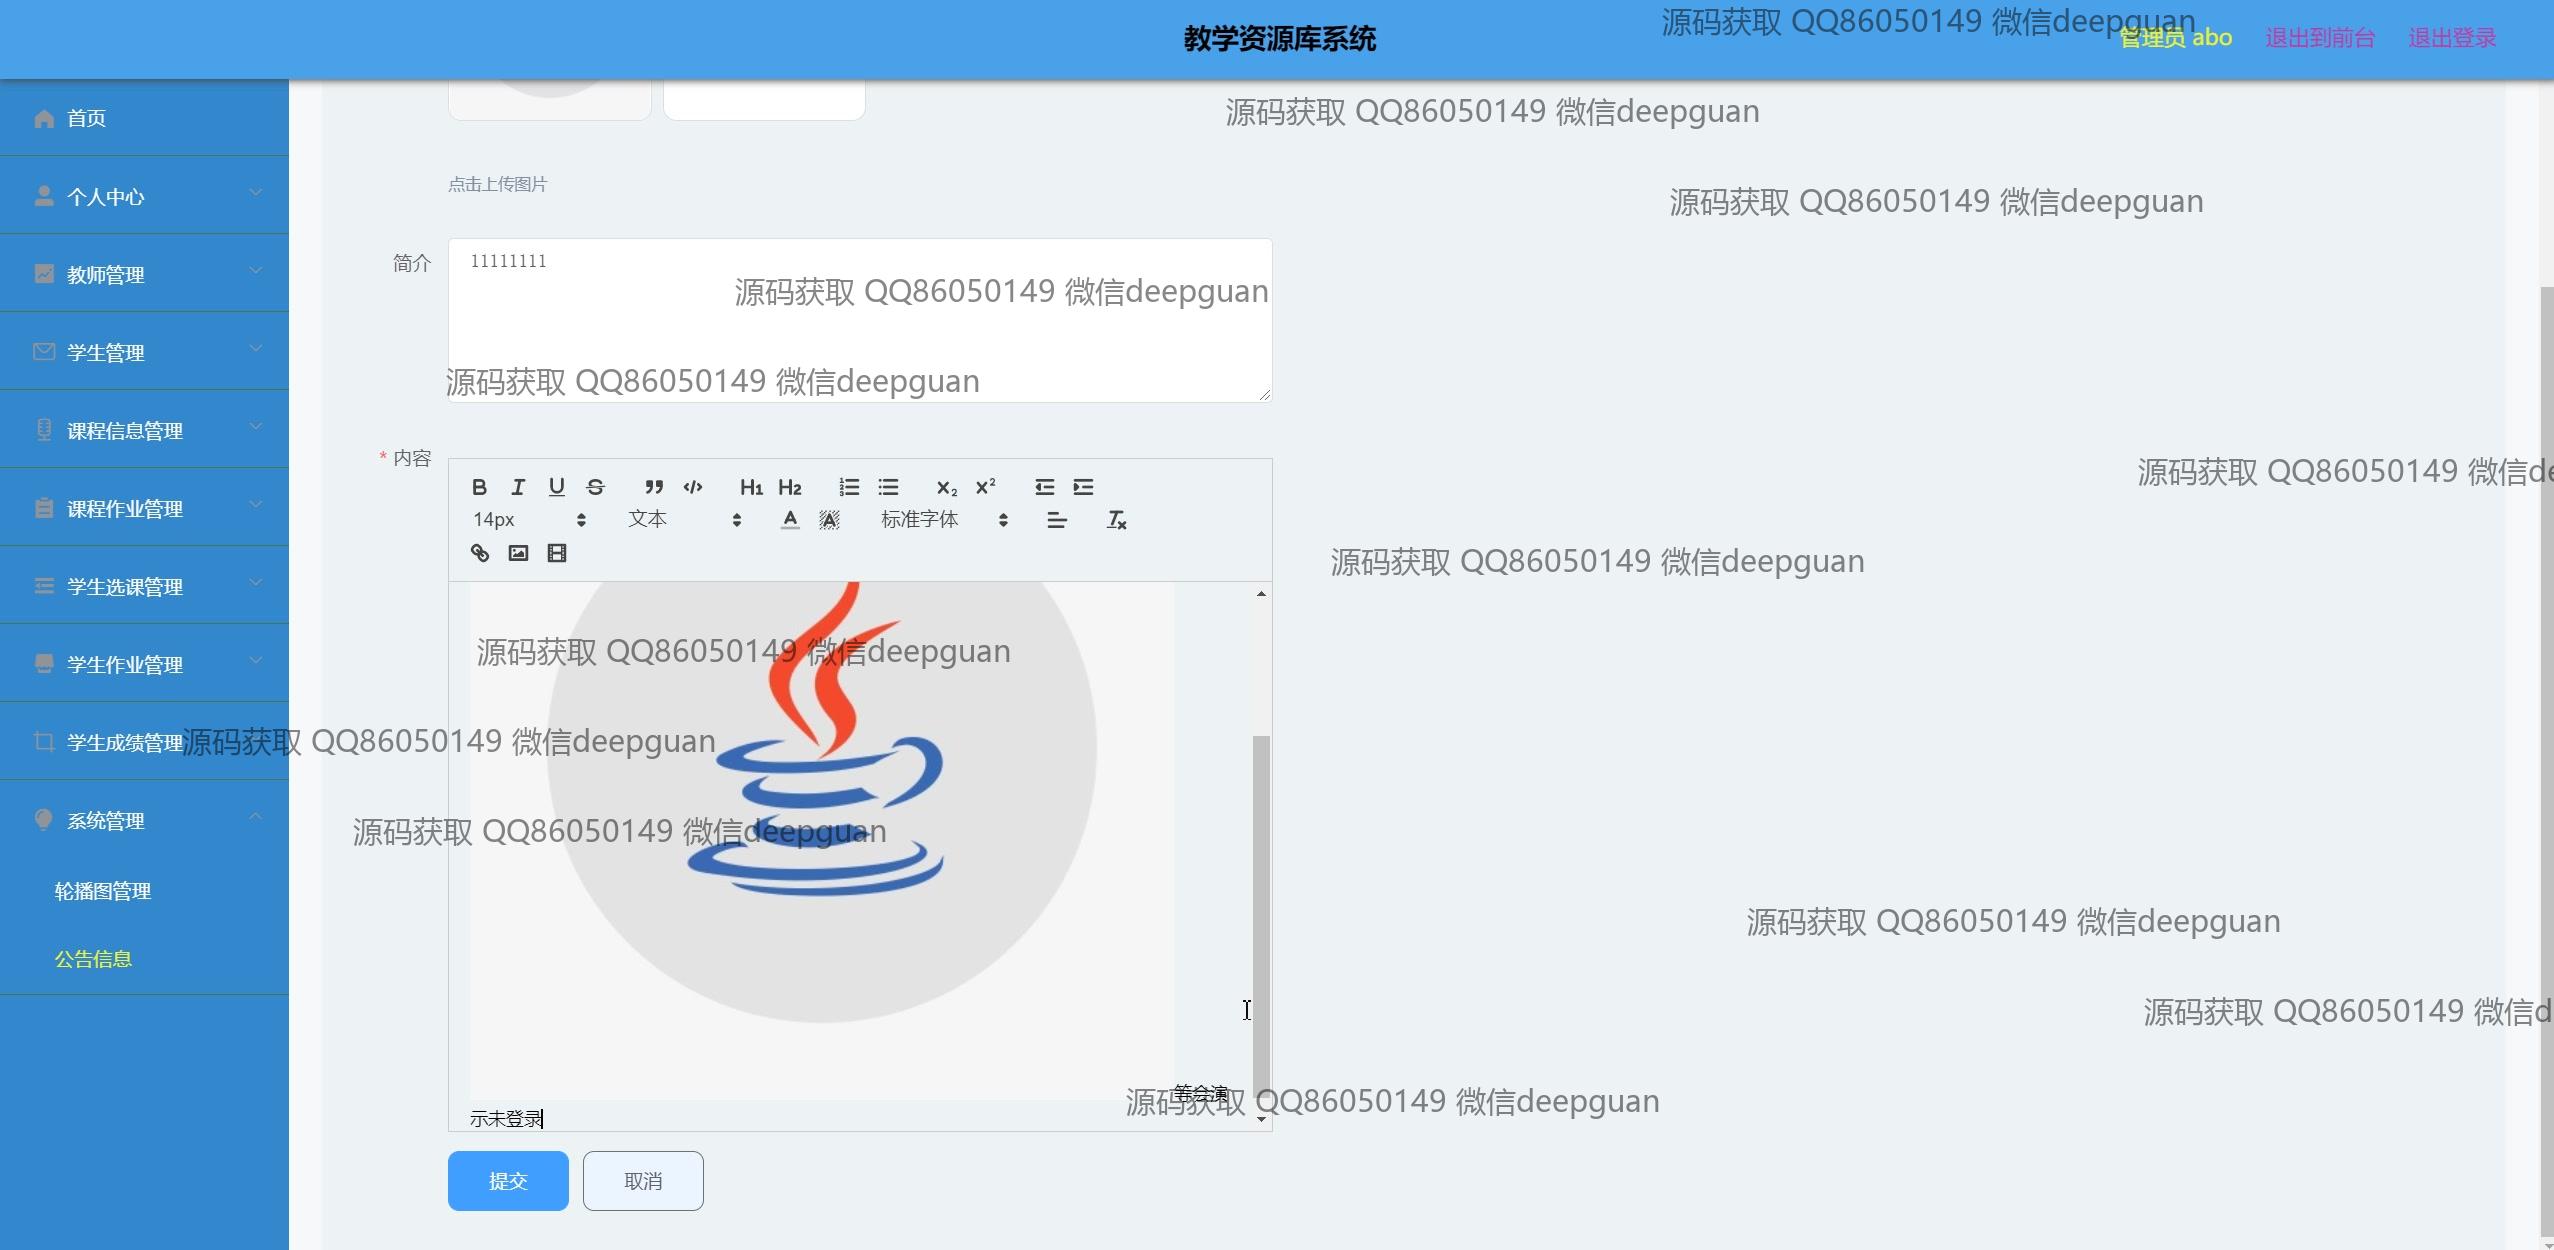 教学资源库系统
源码获取 QQ86050149 微信deepguan
管理员 abo
退出到前台
退出登录
首页
源码获取 QQ86050149 微信deepguan
点击上传图片
个人中心
源码获取 QQ86050149 微信deepguan
简介
11111111
教师管理
源码获取 QQ86050149 微信deepguan
学生管理
源码获取 QQ86050149 微信deepguan
课程信息管理
* 内容
源码获取 QQ86050149 微信de
B I U S H1 H2 X2 X2
课程作业管理
14px
文本
A A
标准字体
Tx
源码获取 QQ86050149 微信deepguan
学生选课管理
源码获取 QQ86050149 微信deepguan
学生作业管理
学生成绩管理
源码获取 QQ86050149 微信deepguan
系统管理
源码获取 QQ86050149 微信deepguan
轮播图管理
源码获取 QQ86050149 微信deepguan
公告信息
源码获取 QQ86050149 微信d
等会演
源码获取 QQ86050149 微信deepguan
示未登录
提交
取消